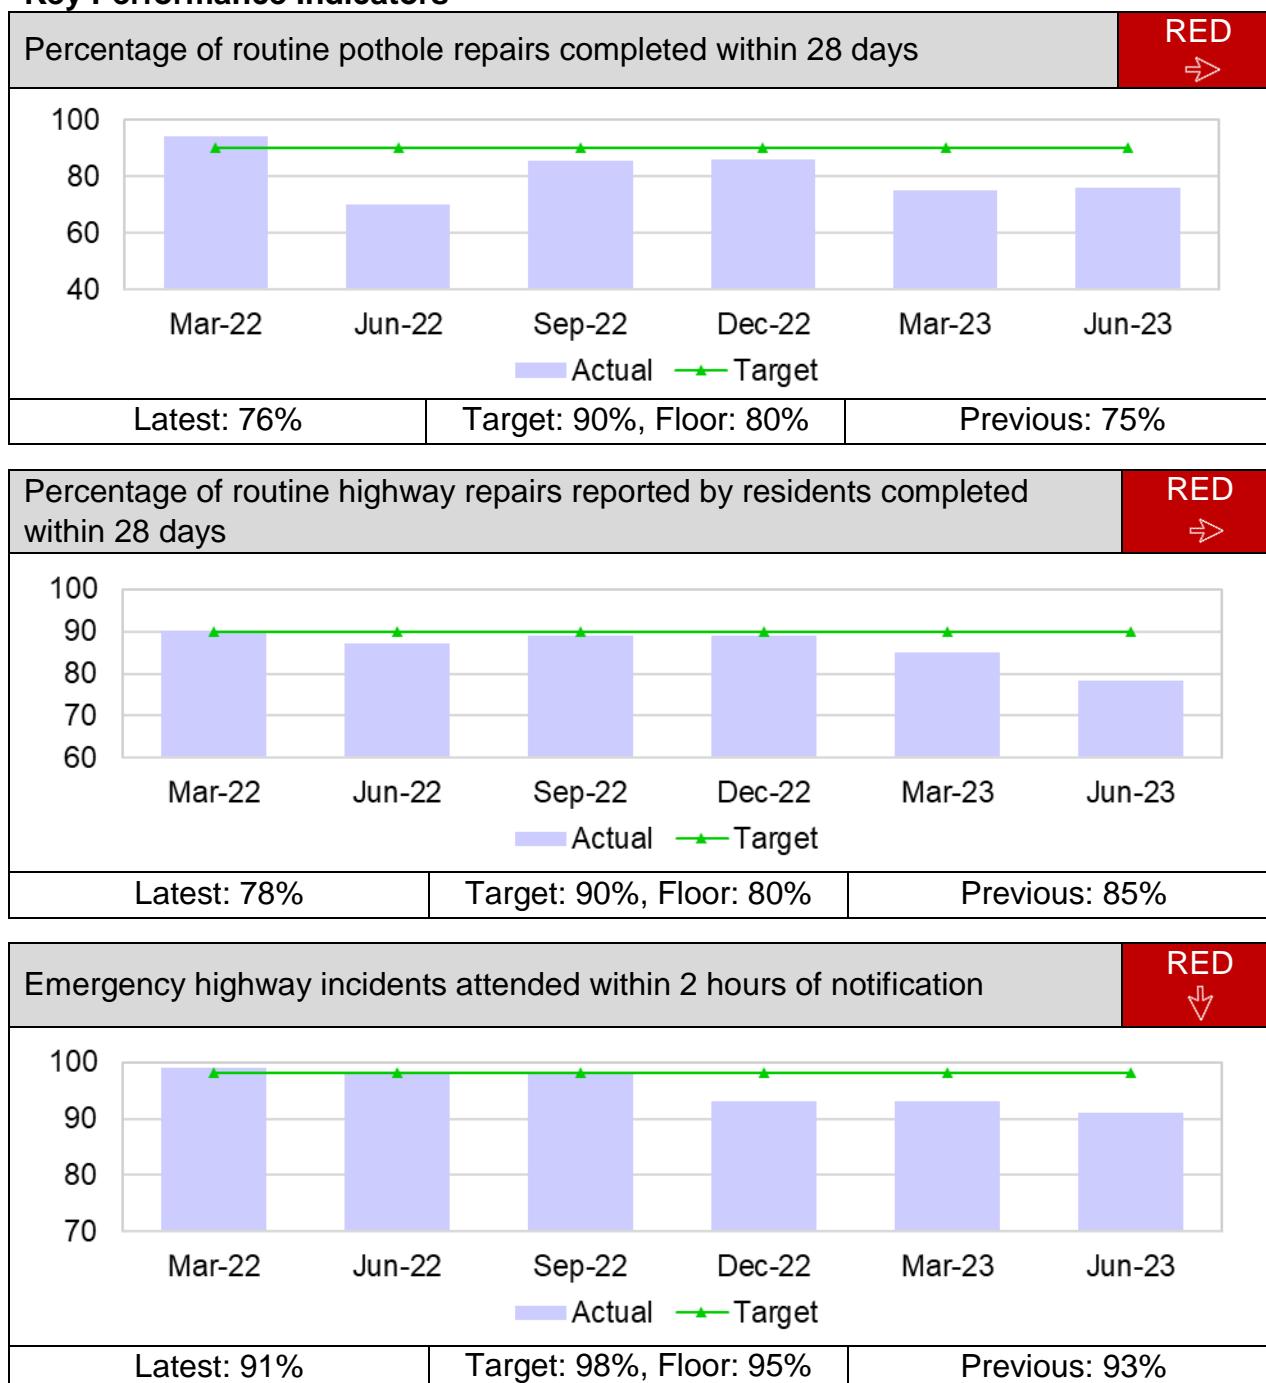 Key Performance Indicators
Percentage of routine pothole repairs completed within 28 days
RED
100
80
60
40
Mar-22 Jun-22 Sep-22 Dec-22 Mar-23 Jun-23
Actual Target
Latest: 76% Target: 90%, Floor: 80% Previous: 75%
Percentage of routine highway repairs reported by residents completed
within 28 days
RED
100
90
80
70
60
Mar-22 Jun-22 Sep-22 Dec-22 Mar-23 Jun-23
Actual Target
Latest: 78% Target: 90%, Floor: 80% Previous: 85%
Emergency highway incidents attended within 2 hours of notification
RED
100
90
80
70
Mar-22 Jun-22 Sep-22 Dec-22 Mar-23 Jun-23
Actual Target
Latest: 91% Target: 98%, Floor: 95% Previous: 93%